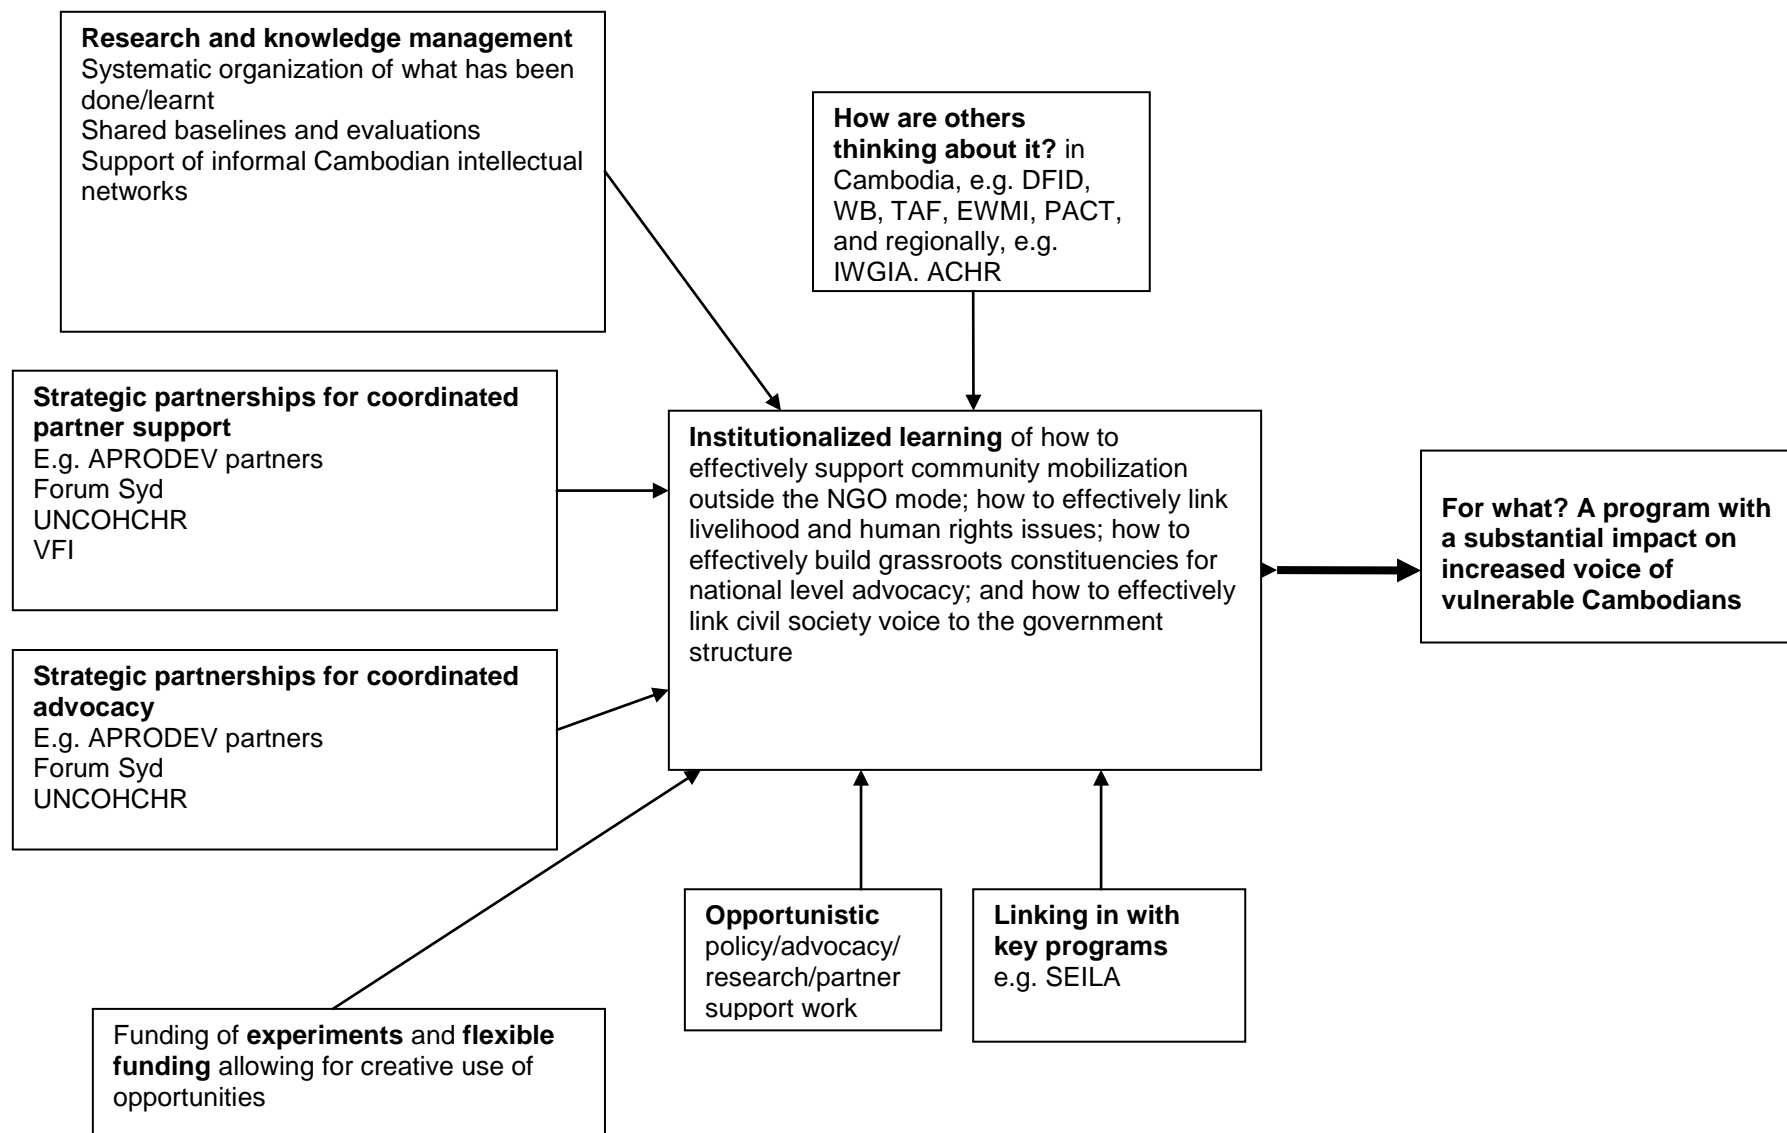 Research and knowledge management
Systematic organization of what has been
done/learnt
Shared baselines and evaluations
Support of informal Cambodian intellectual
networks
How are others
thinking about it? in
Cambodia, e.g. DFID,
WB, TAF, EWMI, PACT,
and regionally, e.g.
IWGIA. ACHR
Strategic partnerships for coordinated
partner support
E.g. APRODEV partners
Forum Syd
UNCOHCHR
VFI
Institutionalized learning of how to
effectively support community mobilization
outside the NGO mode; how to effectively link
livelihood and human rights issues; how to
effectively build grassroots constituencies for
national level advocacy; and how to effectively
link civil society voice to the government
structure
For what? A program with
a substantial impact on
increased voice of
vulnerable Cambodians
Strategic partnerships for coordinated
advocacy
E.g. APRODEV partners
Forum Syd
UNCOHCHR
Opportunistic
policy/advocacy/
research/partner
support work
Linking in with
key programs
e.g. SEILA
Funding of experiments and flexible
funding allowing for creative use of
opportunities